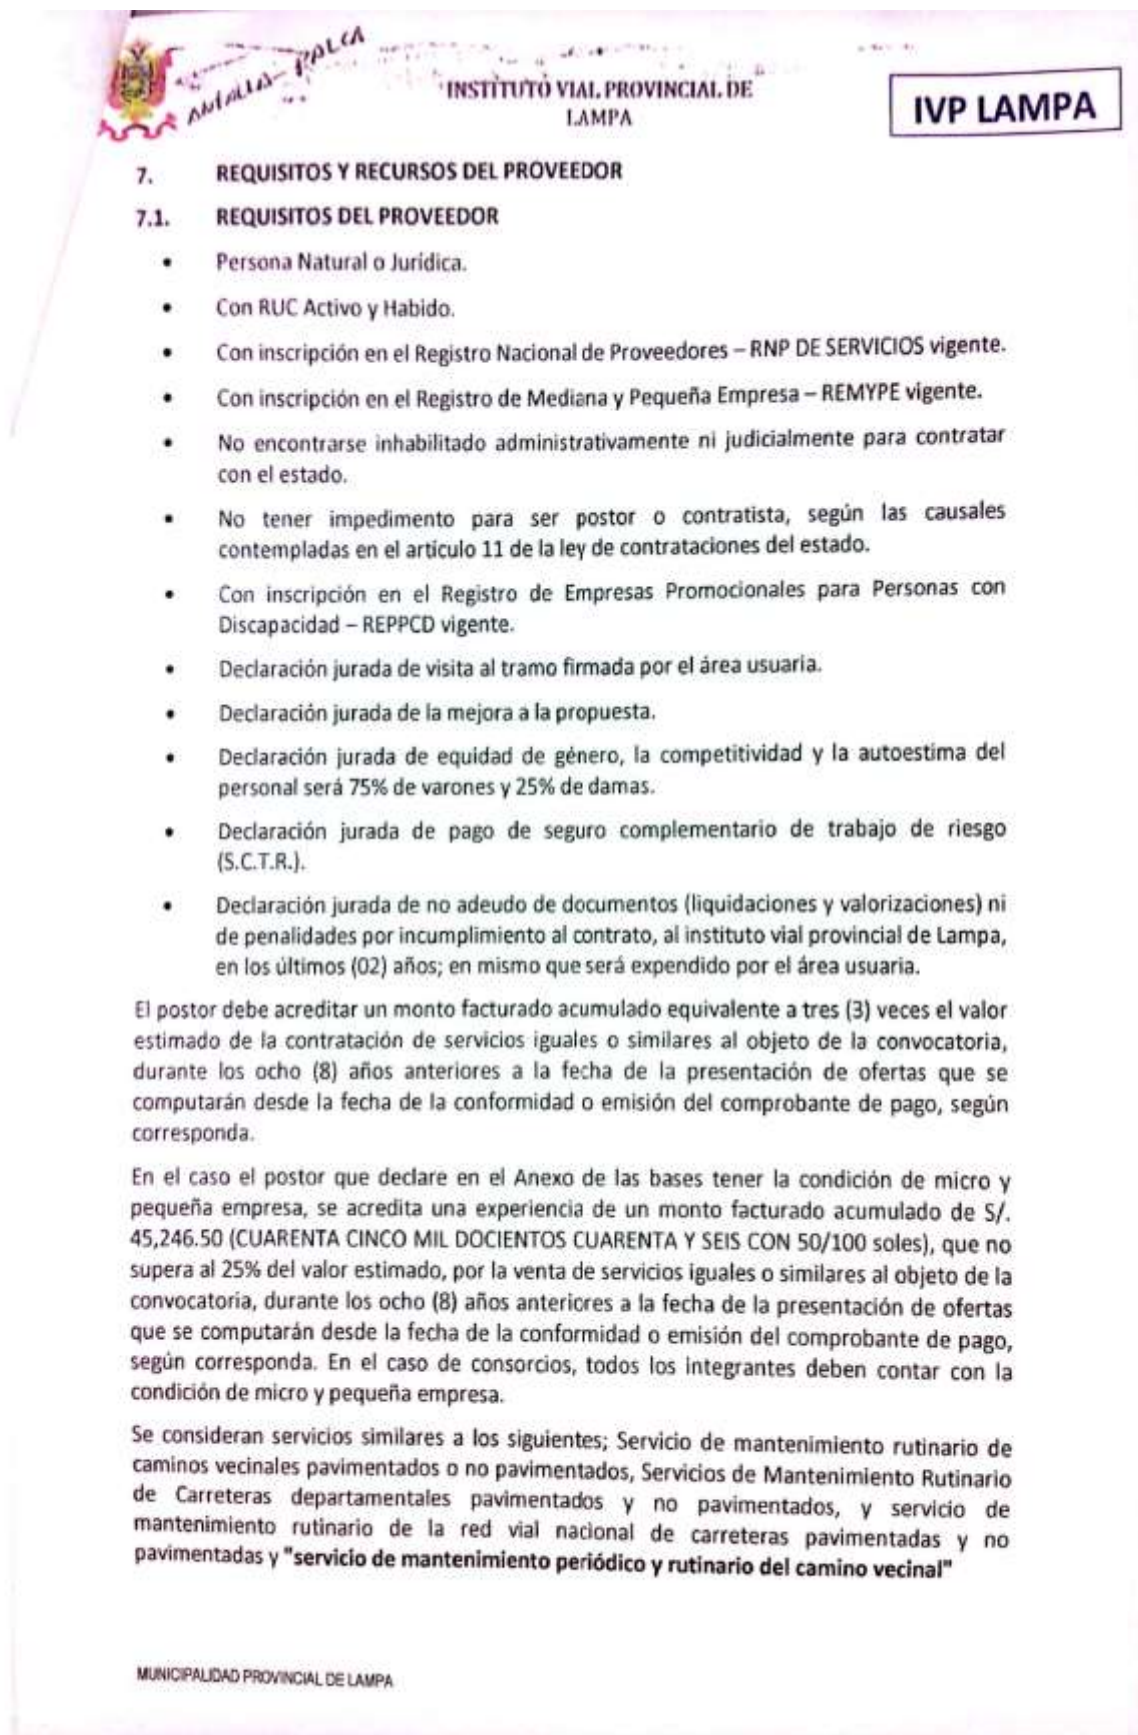 ANTALLA - PALCA
INSTITUTO VIAL PROVINCIAL DE
LAMPA
IVP LAMPA
7. REQUISITOS Y RECURSOS DEL PROVEEDOR
7.1. REQUISITOS DEL PROVEEDOR
• Persona Natural o Jurídica.
• Con RUC Activo y Habido.
• Con inscripción en el Registro Nacional de Proveedores – RNP DE SERVICIOS vigente.
• Con inscripción en el Registro de Mediana y Pequeña Empresa – REMYPE vigente.
• No encontrarse inhabilitado administrativamente ni judicialmente para contratar
con el estado.
• No tener impedimento para ser postor o contratista, según las causales
contempladas en el artículo 11 de la ley de contrataciones del estado.
• Con inscripción en el Registro de Empresas Promocionales para Personas con
Discapacidad – REPPCD vigente.
• Declaración jurada de visita al tramo firmada por el área usuaria.
• Declaración jurada de la mejora a la propuesta.
• Declaración jurada de equidad de género, la competitividad y la autoestima del
personal será 75% de varones y 25% de damas.
• Declaración jurada de pago de seguro complementario de trabajo de riesgo
(S.C.T.R.).
• Declaración jurada de no adeudo de documentos (liquidaciones y valorizaciones) ni
de penalidades por incumplimiento al contrato, al instituto vial provincial de Lampa,
en los últimos (02) años; en mismo que será expendido por el área usuaria.
El postor debe acreditar un monto facturado acumulado equivalente a tres (3) veces el valor
estimado de la contratación de servicios iguales o similares al objeto de la convocatoria,
durante los ocho (8) años anteriores a la fecha de la presentación de ofertas que se
computarán desde la fecha de la conformidad o emisión del comprobante de pago, según
corresponda.
En el caso el postor que declare en el Anexo de las bases tener la condición de micro y
pequeña empresa, se acredita una experiencia de un monto facturado acumulado de S/.
45,246.50 (CUARENTA CINCO MIL DOCIENTOS CUARENTA Y SEIS CON 50/100 soles), que no
supera al 25% del valor estimado, por la venta de servicios iguales o similares al objeto de la
convocatoria, durante los ocho (8) años anteriores a la fecha de la presentación de ofertas
que se computarán desde la fecha de la conformidad o emisión del comprobante de pago,
según corresponda. En el caso de consorcios, todos los integrantes deben contar con la
condición de micro y pequeña empresa.
Se consideran servicios similares a los siguientes; Servicio de mantenimiento rutinario de
caminos vecinales pavimentados o no pavimentados, Servicios de Mantenimiento Rutinario
de Carreteras departamentales pavimentados y no pavimentados, y servicio de
mantenimiento rutinario de la red vial nacional de carreteras pavimentadas y no
pavimentadas y "servicio de mantenimiento periódico y rutinario del camino vecinal"
MUNICIPALIDAD PROVINCIAL DE LAMPA